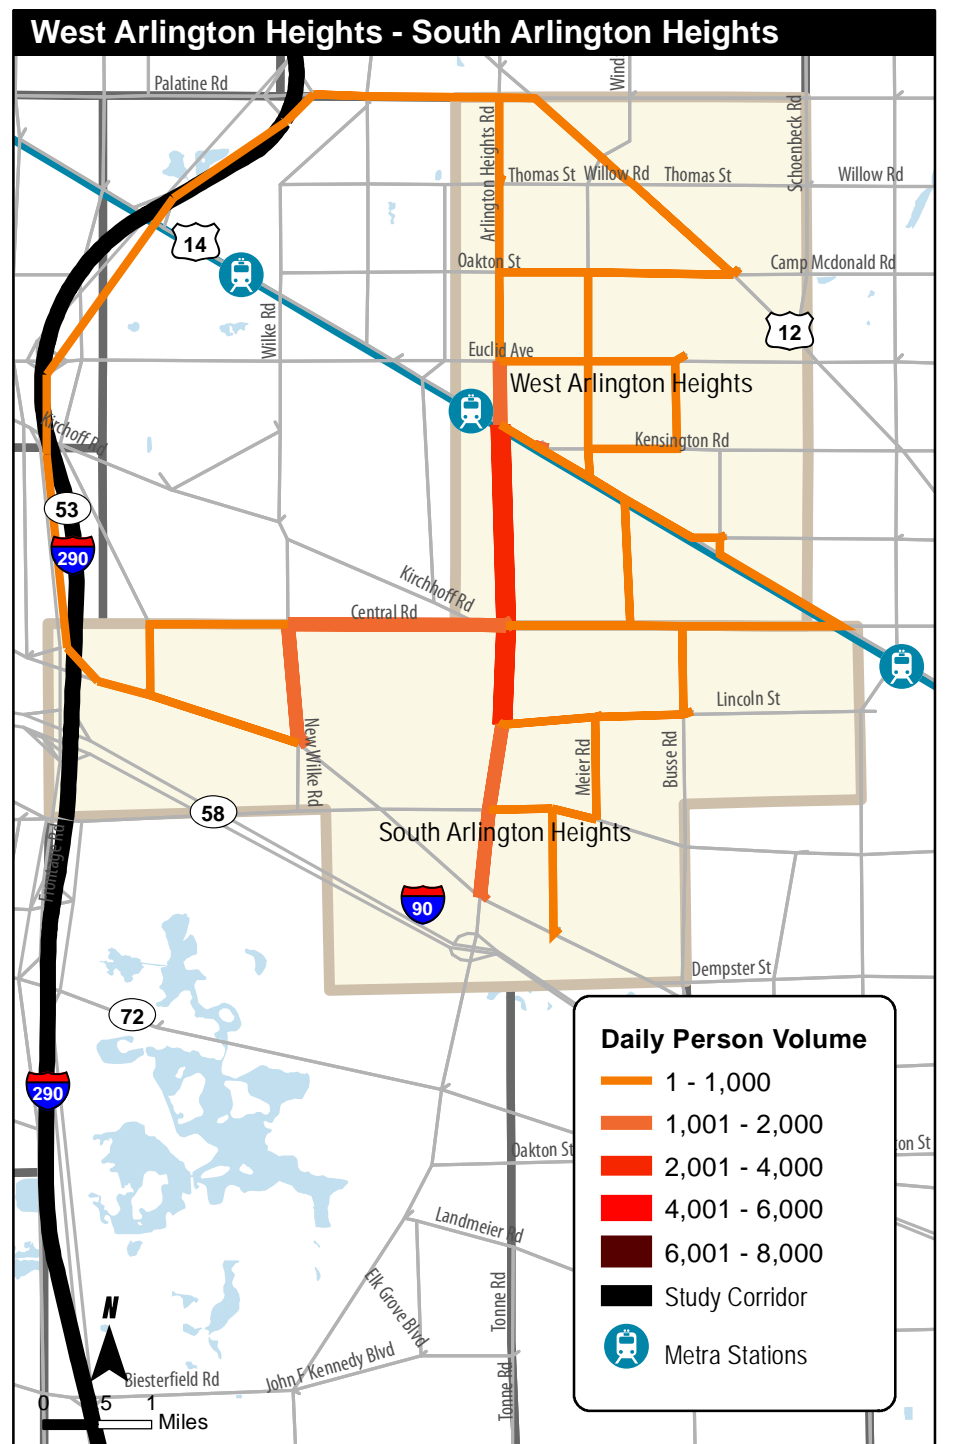 West Arlington Heights - South Arlington Heights
Palatine Rd
Wind
Arlington Heights Rd
Schoenbeck Rd
Thomas St
Willow Rd
Thomas St
Willow Rd
14
Oakton St
Camp Mcdonald Rd
Wilke Rd
12
Euclid Ave
West Arlington Heights
Kirchoff Rd
Kensington Rd
53
290
Kirchhoff Rd
Central Rd
Lincoln St
New Wilke Rd
Meier Rd
Busse Rd
58
South Arlington Heights
Frontage Rd
90
Dempster St
72
290
Oakton St
ton St
Landmeier Rd
Elk Grove Blvd
Tonne Rd
John F Kennedy Blvd
Biesterfield Rd
Tonne Rd
N
0 5 1
Miles
Daily Person Volume
1 - 1,000
1,001 - 2,000
2,001 - 4,000
4,001 - 6,000
6,001 - 8,000
Study Corridor
Metra Stations